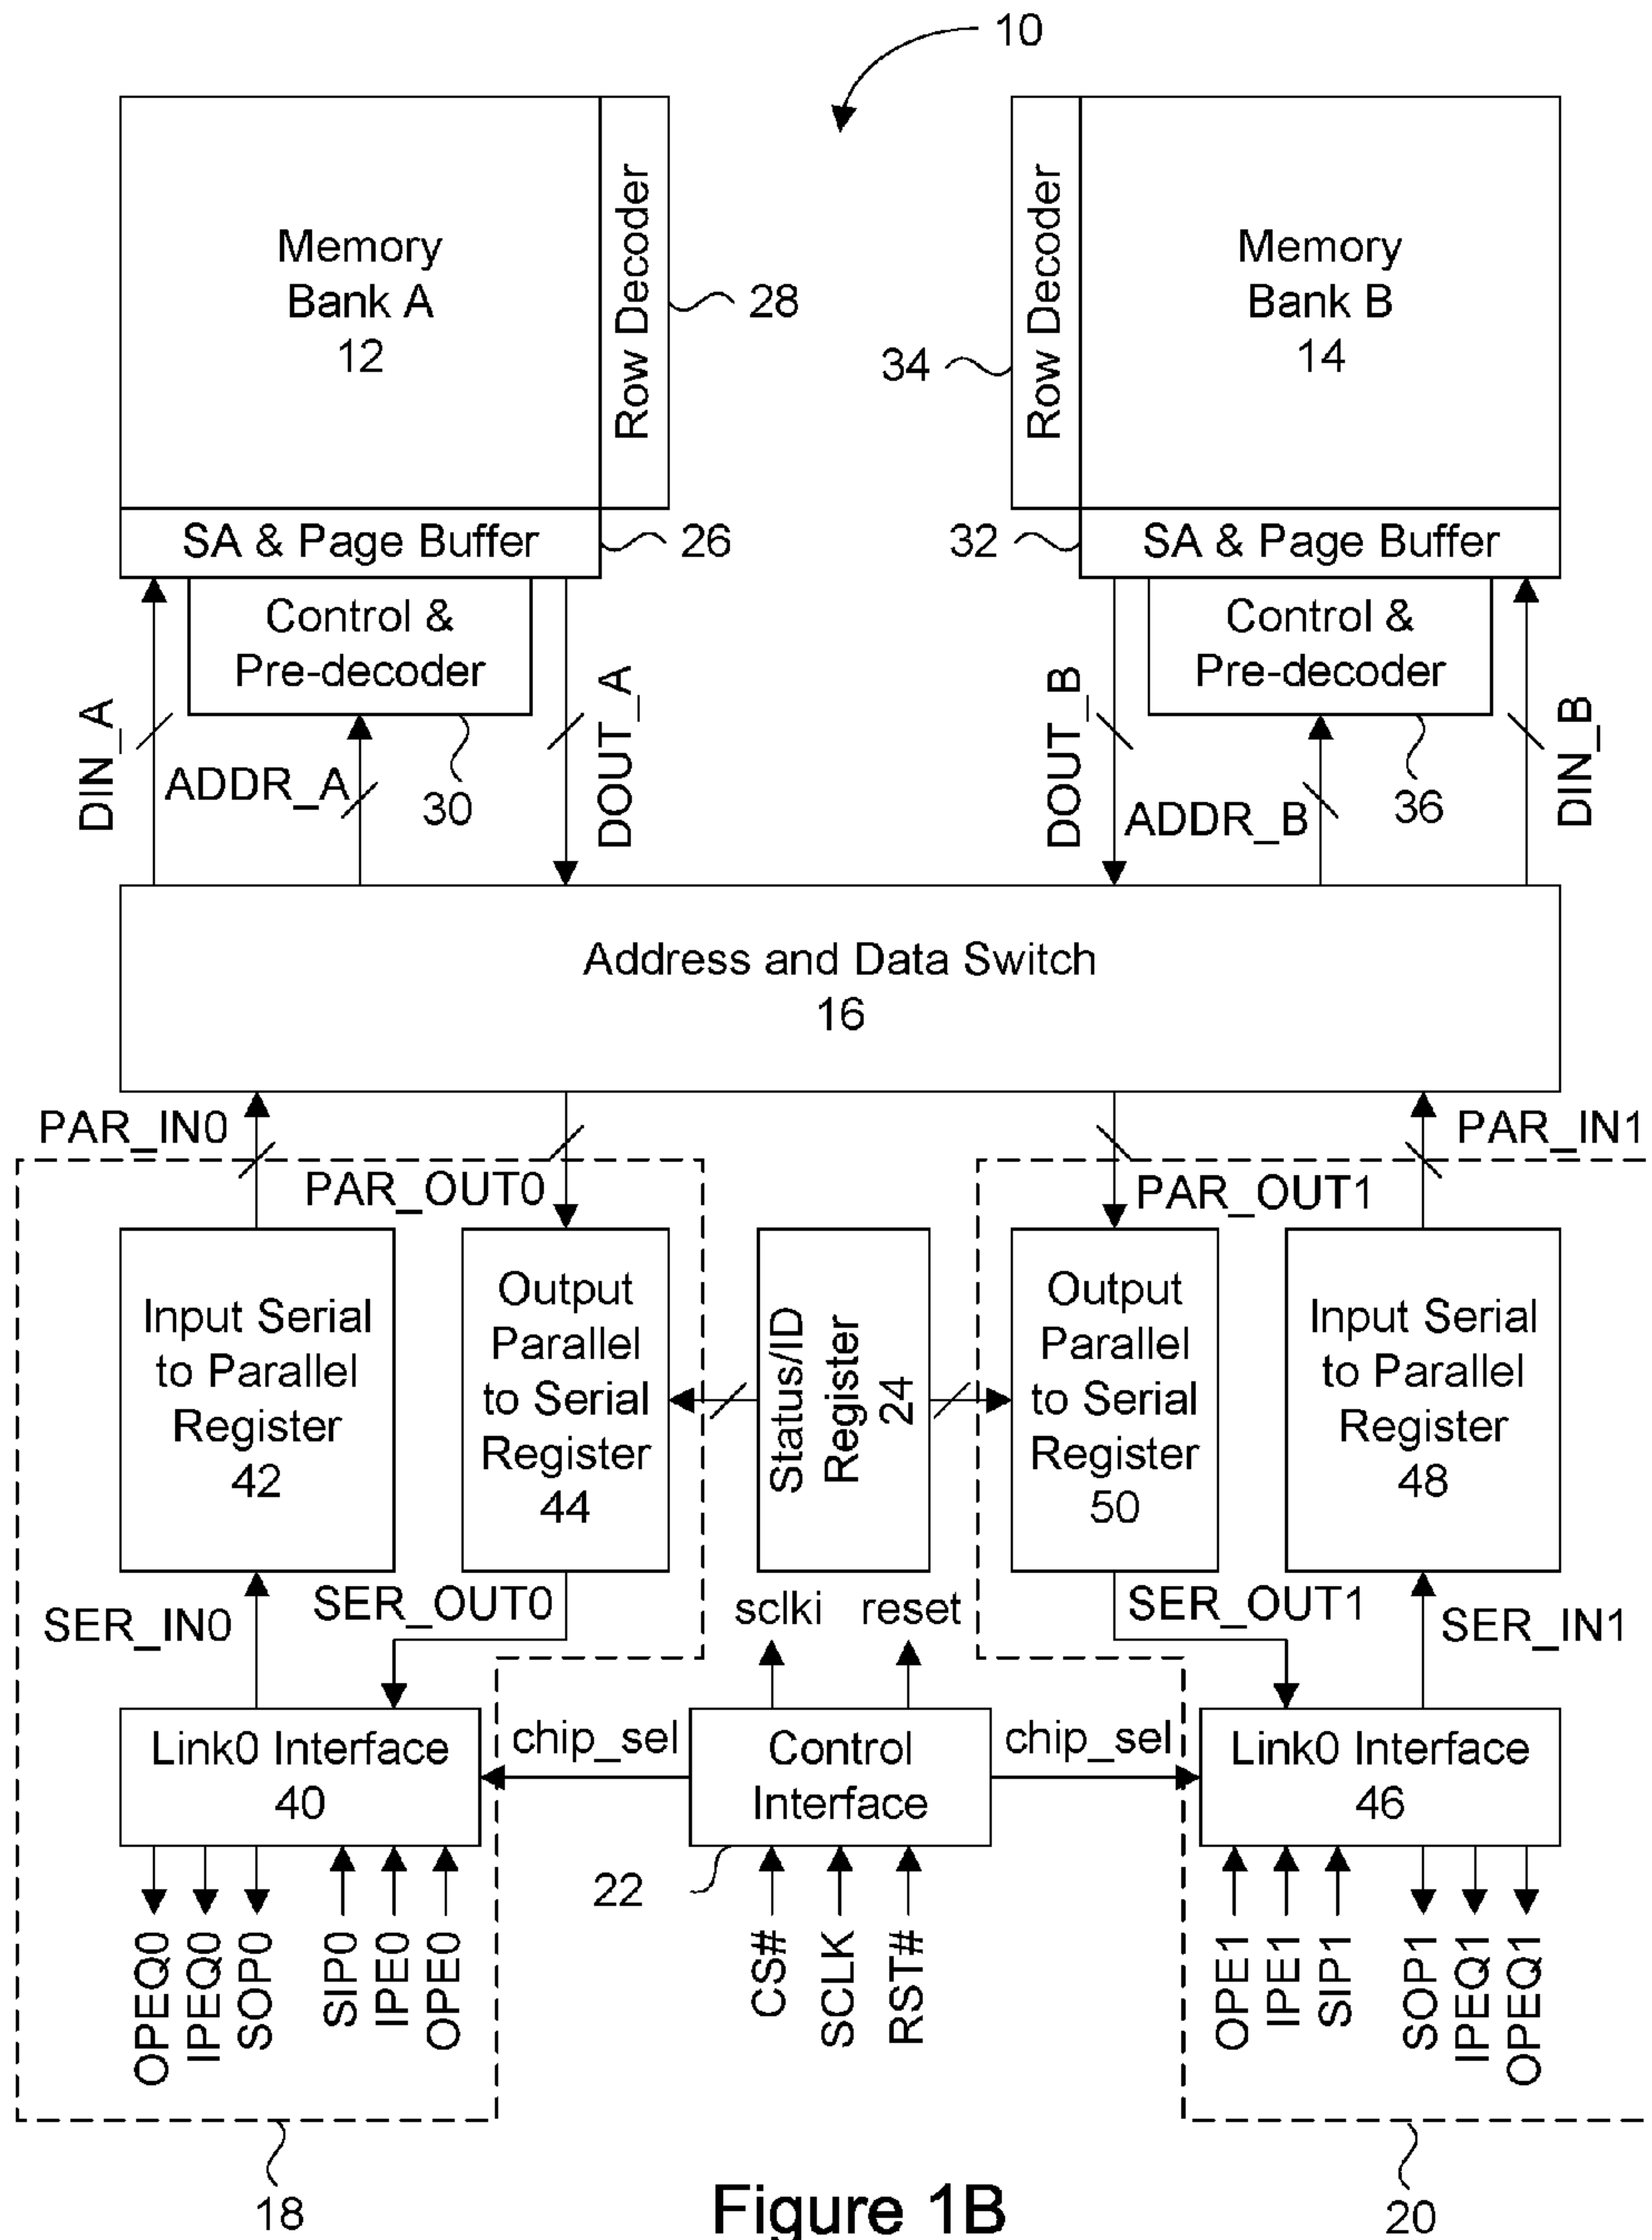 10
Memory
Bank A
12
Row Decoder
28
34
Row Decoder
Memory
Bank B
14
SA & Page Buffer
26
32
SA & Page Buffer
Control &
Pre-decoder
Control &
Pre-decoder
DIN_A
ADDR_A
30
DOUT_A
DOUT_B
ADDR_B
36
DIN_B
Address and Data Switch
16
PAR_IN0
PAR_OUT0
PAR_OUT1
PAR_IN1
Input Serial
to Parallel
Register
42
Output
Parallel
to Serial
Register
44
Status/ID
Register
24
Output
Parallel
to Serial
Register
50
Input Serial
to Parallel
Register
48
SER_IN0
SER_OUT0
sclki
reset
SER_OUT1
SER_IN1
Link0 Interface
40
chip_sel
Control
Interface
chip_sel
Link0 Interface
46
22
OPEQ0
IPEQ0
SOP0
SIP0
IPE0
OPE0
CS#
SCLK
RST#
OPE1
IPE1
SIP1
SOP1
IPEQ1
OPEQ1
18
Figure 1B
20